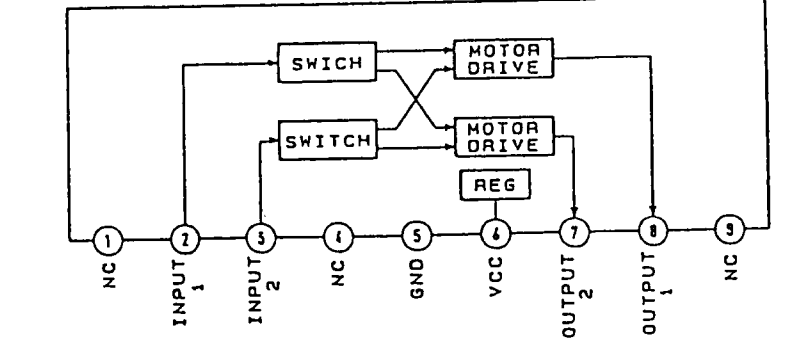 SWICH
MOTOR
DRIVE
SWITCH
MOTOR
DRIVE
REG
1
2
3
4
5
6
7
8
9
NC
INPUT
1
INPUT
2
NC
GND
VCC
OUTPUT
2
OUTPUT
1
NC